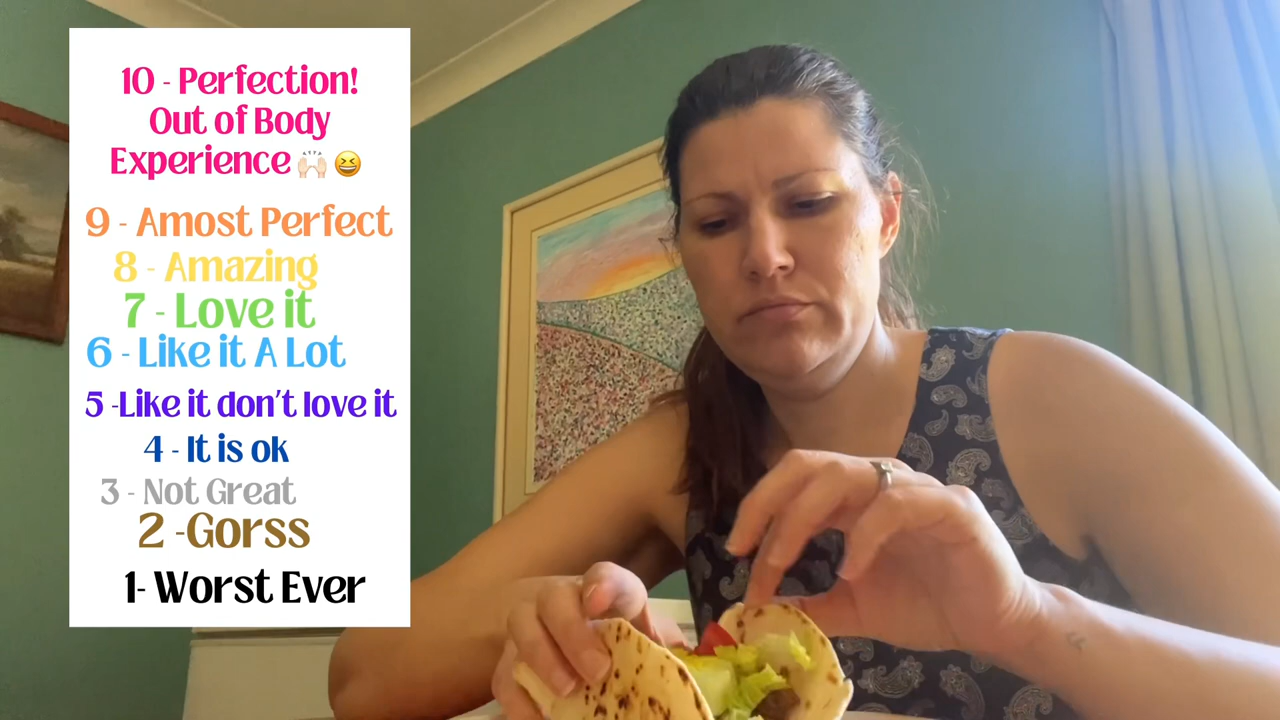 10 - Perfection!
Out of Body
Experience 🙌🏻 😆
9 - Amost Perfect
8 - Amazing
7 - Love it
6 - Like it A Lot
5 -Like it don't love it
4 - It is ok
3 - Not Great
2 -Gorss
1- Worst Ever